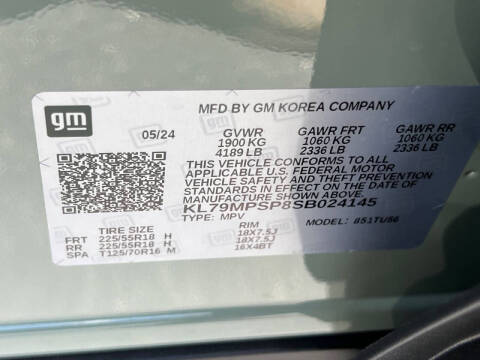 gm
MFD BY GM KOREA COMPANY
05/24 GVWR GAWR FRT GAWR RR
1900 KG 1060 KG 1060 KG
4189 LB 2336 LB 2336 LB
THIS VEHICLE CONFORMS TO ALL
APPLICABLE U.S. FEDERAL MOTOR
VEHICLE SAFETY AND THEFT PREVENTION
STANDARDS IN EFFECT ON THE DATE OF
MANUFACTURE SHOWN ABOVE.
KL79MPSP8SB024145
TYPE: MPV MODEL: 851TU56
TIRE SIZE RIM
FRT 225/55R18 H 18X7.5J
RR 225/55R18 H 18X7.5J
SPA T125/70R16 M 16X4BT